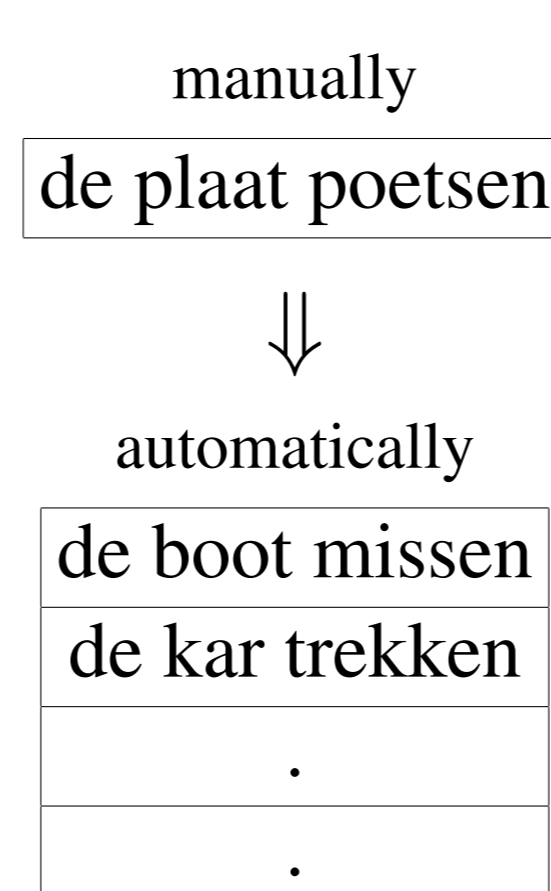 manually
de plaat poetsen
⇓
automatically
de boot missen
de kar trekken
.
.